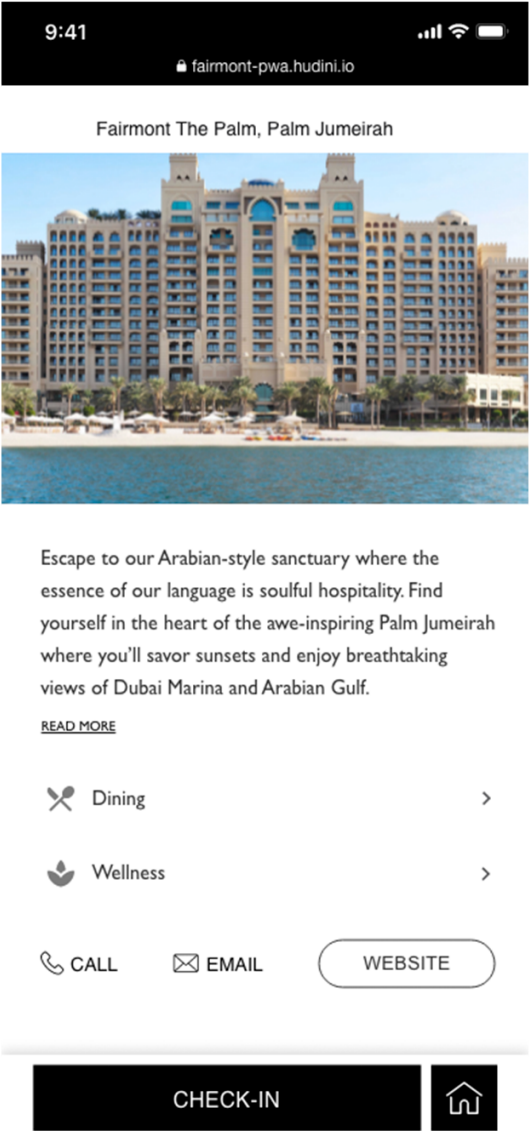 9:41
fairmont-pwa.hudini.io
Fairmont The Palm, Palm Jumeirah
Escape to our Arabian-style sanctuary where the
essence of our language is soulful hospitality. Find
yourself in the heart of the awe-inspiring Palm Jumeirah
where you’ll savor sunsets and enjoy breathtaking
views of Dubai Marina and Arabian Gulf.
READ MORE
Dining
Wellness
CALL EMAIL WEBSITE
CHECK-IN